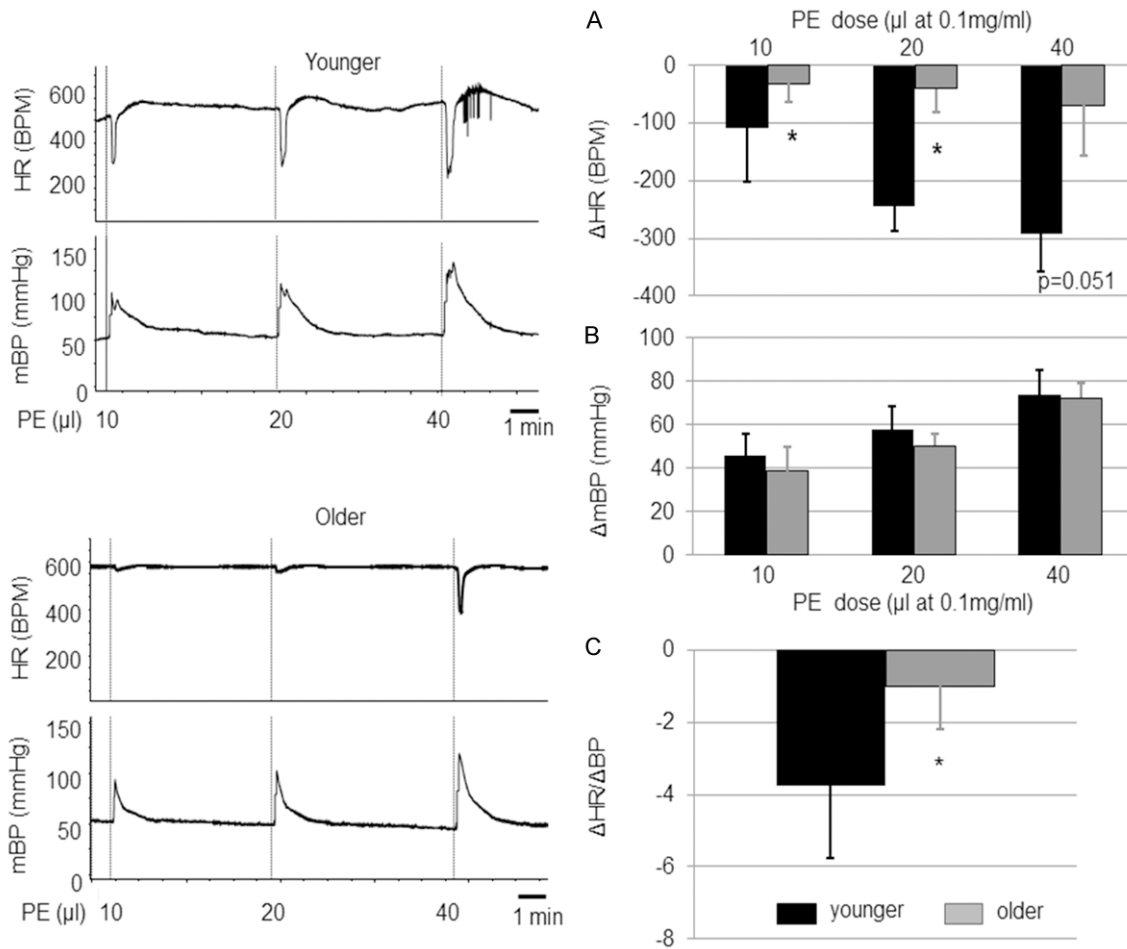 Younger
HR (BPM)
600
400
200
0
mBP (mmHg)
150
100
50
0
PE (µl)
10
20
40
1 min
Older
HR (BPM)
600
400
200
0
mBP (mmHg)
150
100
50
0
PE (µl)
10
20
40
1 min
A
PE dose (µl at 0.1mg/ml)
10
20
40
0
-100
-200
-300
-400
ΔHR (BPM)
*
*
p=0.051
B
100
80
60
40
20
0
ΔmBP (mmHg)
10
20
40
PE dose (µl at 0.1mg/ml)
C
0
-2
-4
-6
-8
ΔHR/ΔBP
*
younger
older